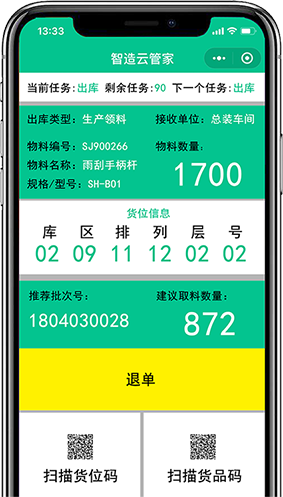 13:33
智造云管家
当前任务:出库 剩余任务:90 下一个任务:出库
出库类型: 生产领料 接收单位: 总装车间
物料编号: SJ900266 物料数量:
物料名称: 雨刮手柄杆
规格/型号: SH-B01
1700
货位信息
库 区 排 列 层 号
02 09 11 12 02 02
推荐批次号: 建议取料数量:
1804030028 872
退单
扫描货位码 扫描货品码